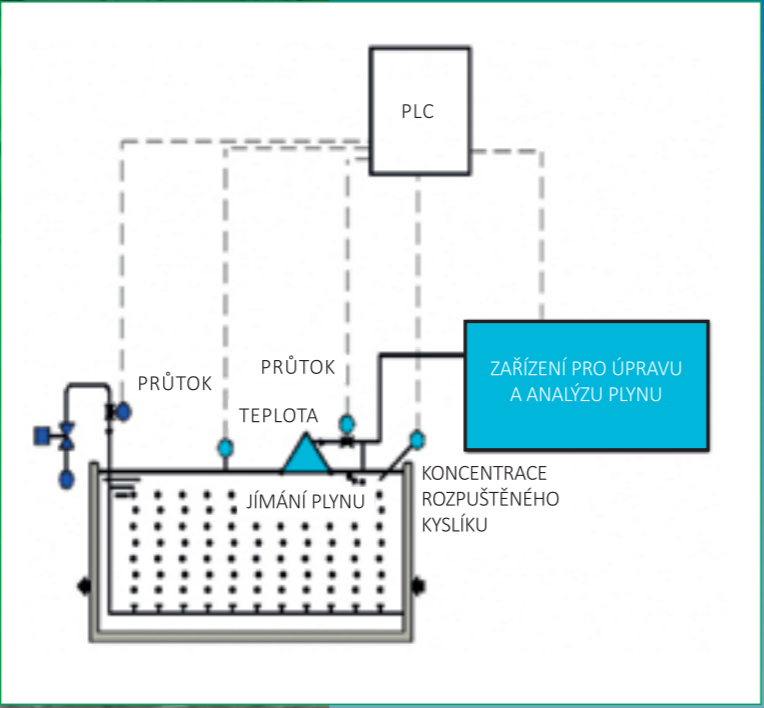 PLC
ZAŘÍZENÍ PRO ÚPRAVU
A ANALÝZU PLYNU
PRŮTOK
PRŮTOK
TEPLOTA
JÍMÁNÍ PLYNU
KONCENTRACE
ROZPUŠTĚNÉHO
KYSLÍKU